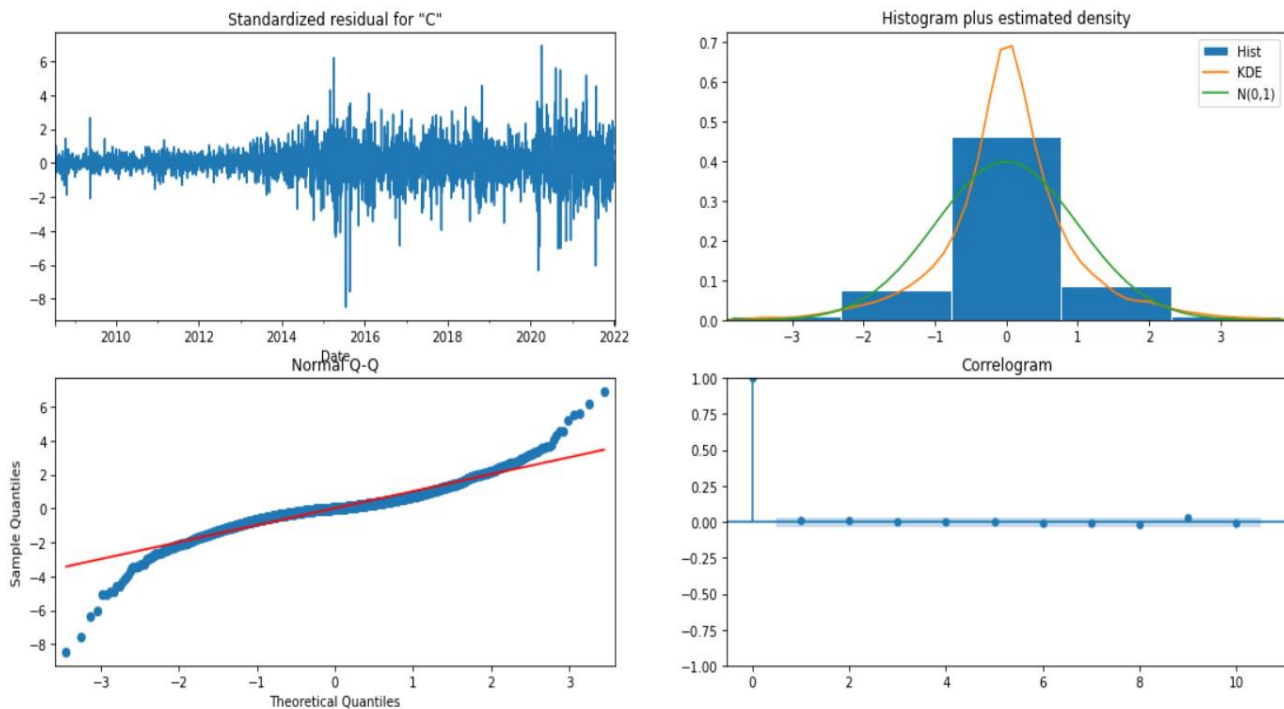 Standardized residual for "C"
6
4
2
0
−2
−4
−6
−8
2010 2012 2014 2016 2018 2020 2022
Date
Histogram plus estimated density
Hist
KDE
N(0,1)
0.7
0.6
0.5
0.4
0.3
0.2
0.1
0.0
−3 −2 −1 0 1 2 3
Normal Q-Q
Sample Quantiles
6
4
2
0
−2
−4
−6
−8
−3 −2 −1 0 1 2 3
Theoretical Quantiles
Correlogram
1.00
0.75
0.50
0.25
0.00
−0.25
−0.50
−0.75
−1.00
0 2 4 6 8 10